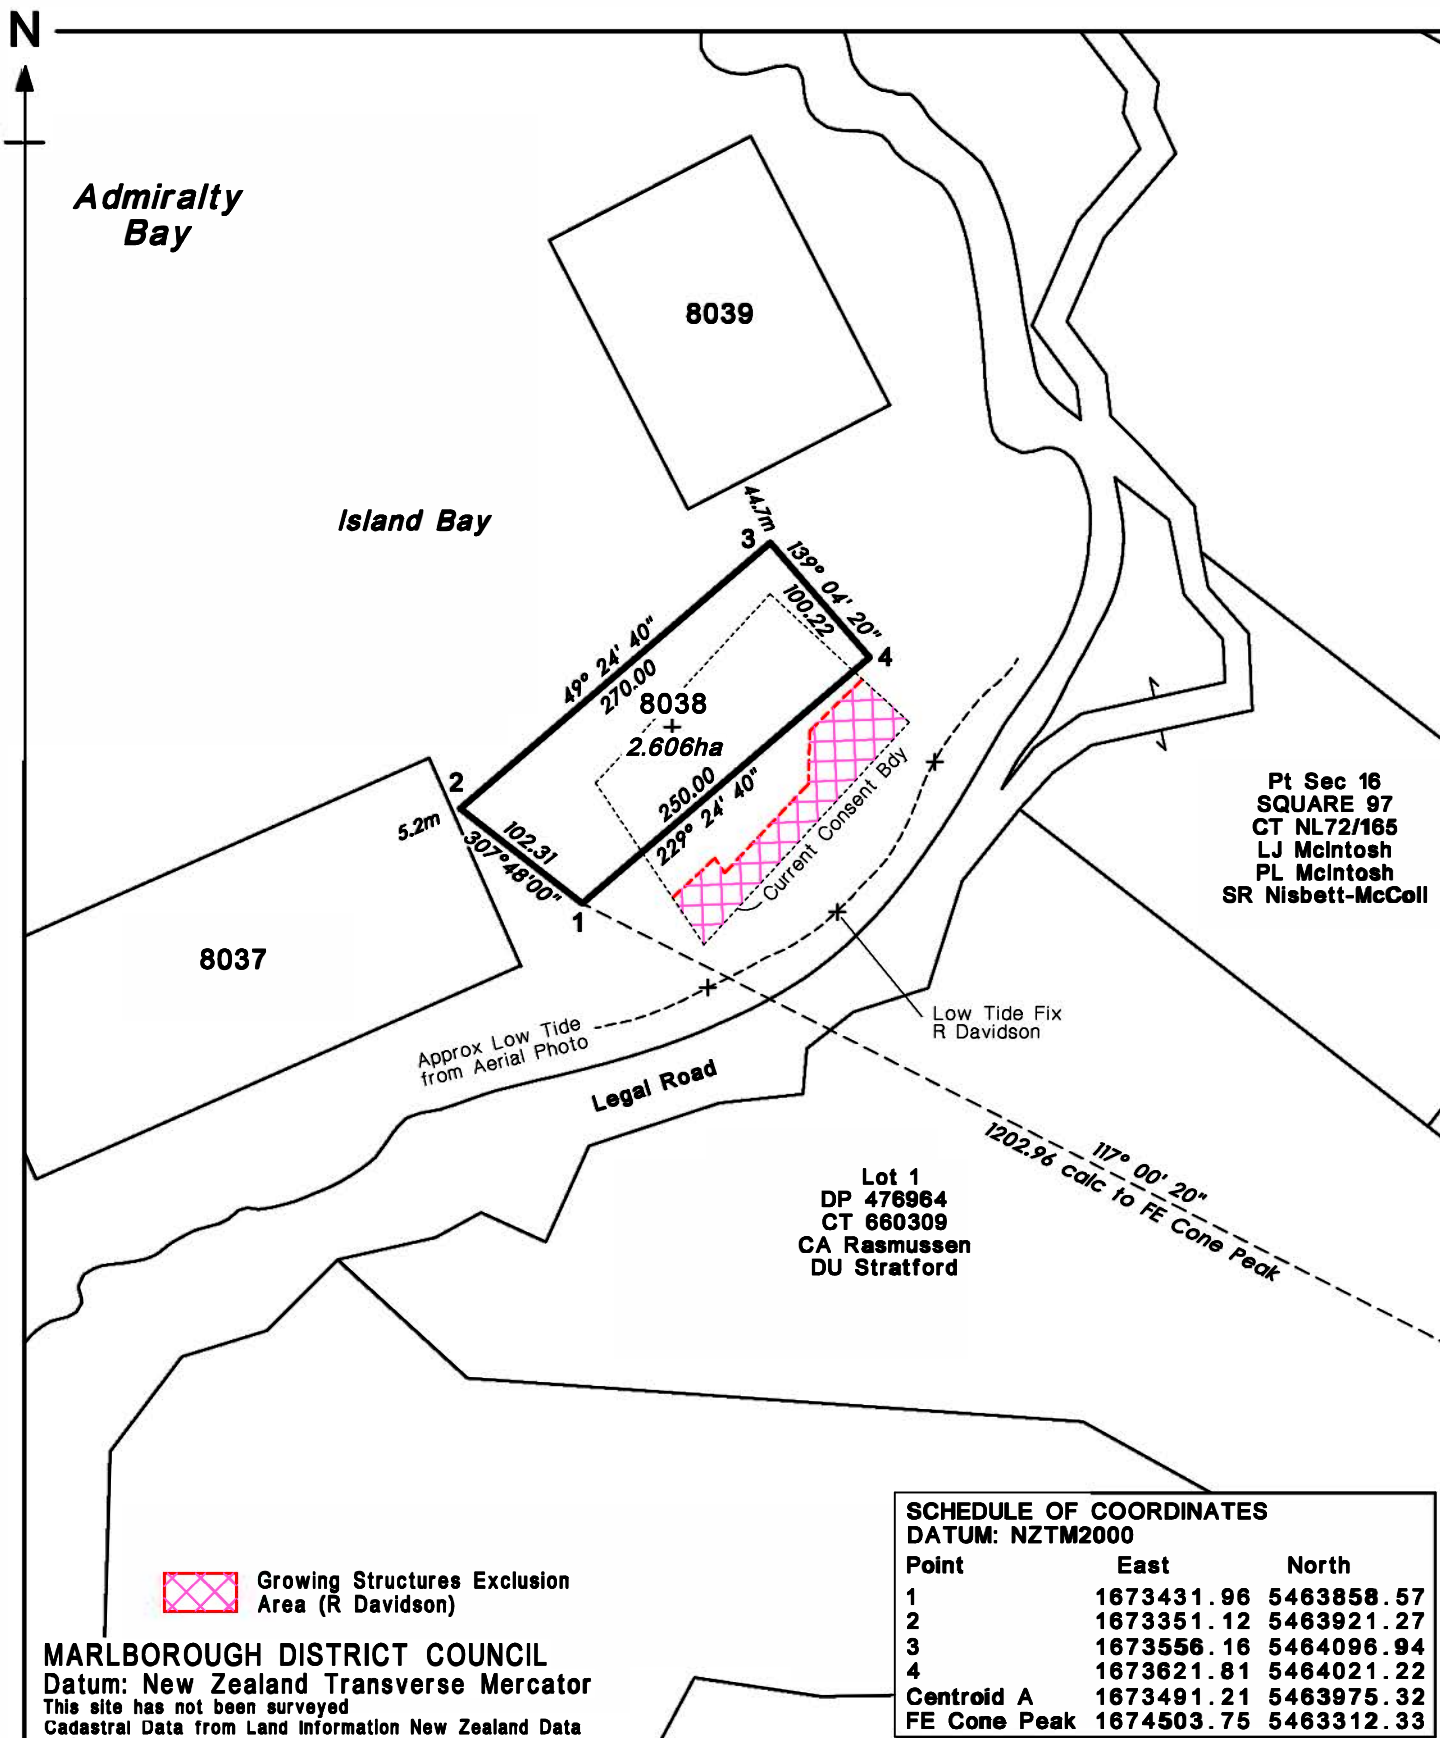 N
Admiralty
Bay
8039
Island Bay
44.7m
3
139° 04' 20"
100.22
4
49° 24' 40"
270.00
8038
2.606ha
250.00
229° 24' 40"
2
5.2m
102.31
307°48'00"
1
Current Consent Bdy
8037
Pt Sec 16
SQUARE 97
CT NL72/165
LJ McIntosh
PL McIntosh
SR Nisbett-McColl
Low Tide Fix
R Davidson
Approx Low Tide
from Aerial Photo
Legal Road
117° 00' 20"
1202.96 calc to FE Cone Peak
Lot 1
DP 476964
CT 660309
CA Rasmussen
DU Stratford
Growing Structures Exclusion
Area (R Davidson)
MARLBOROUGH DISTRICT COUNCIL
Datum: New Zealand Transverse Mercator
This site has not been surveyed
Cadastral Data from Land Information New Zealand Data
SCHEDULE OF COORDINATES
DATUM: NZTM2000
Point East North
1 1673431.96 5463858.57
2 1673351.12 5463921.27
3 1673556.16 5464096.94
4 1673621.81 5464021.22
Centroid A 1673491.21 5463975.32
FE Cone Peak 1674503.75 5463312.33